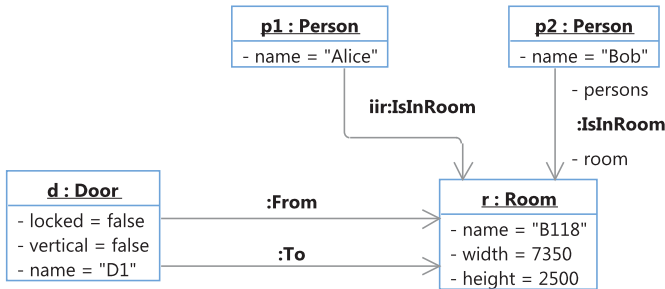 p1 : Person
- name = "Alice"
p2 : Person
- name = "Bob"
- persons
iir:IsInRoom
:IsInRoom
- room
d : Door
- locked = false
- vertical = false
- name = "D1"
:From
:To
r : Room
- name = "B118"
- width = 7350
- height = 2500